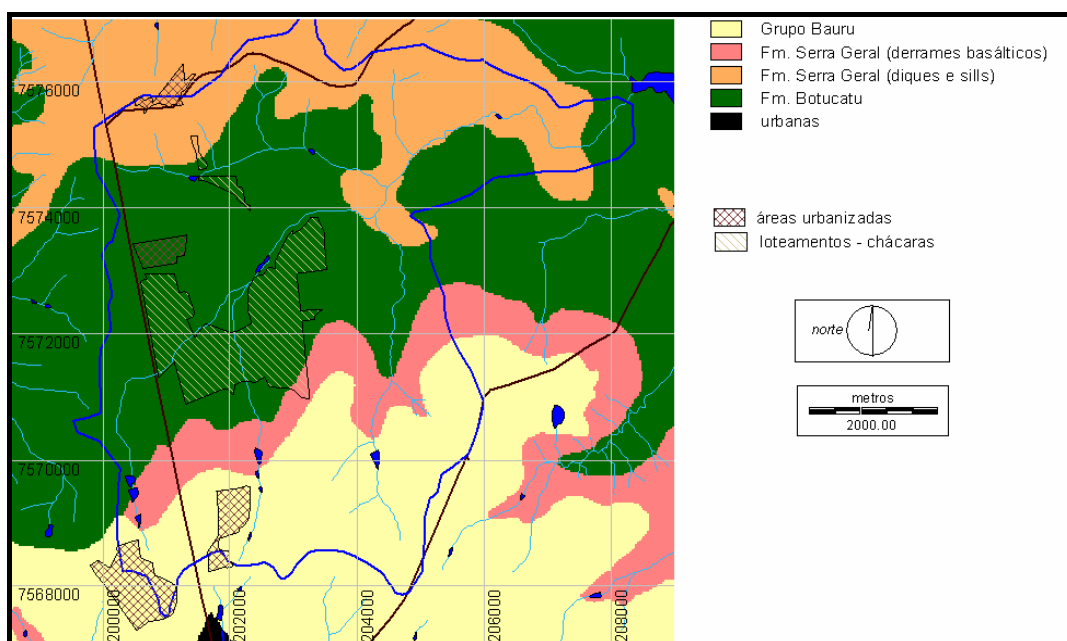 Grupo Bauru
Fm. Serra Geral (derrames basálticos)
Fm. Serra Geral (diques e sills)
Fm. Botucatu
urbanas
áreas urbanizadas
loteamentos - chácaras
norte
metros
2000.00
7576000
7574000
7572000
7570000
7568000
200000
202000
204000
206000
208000